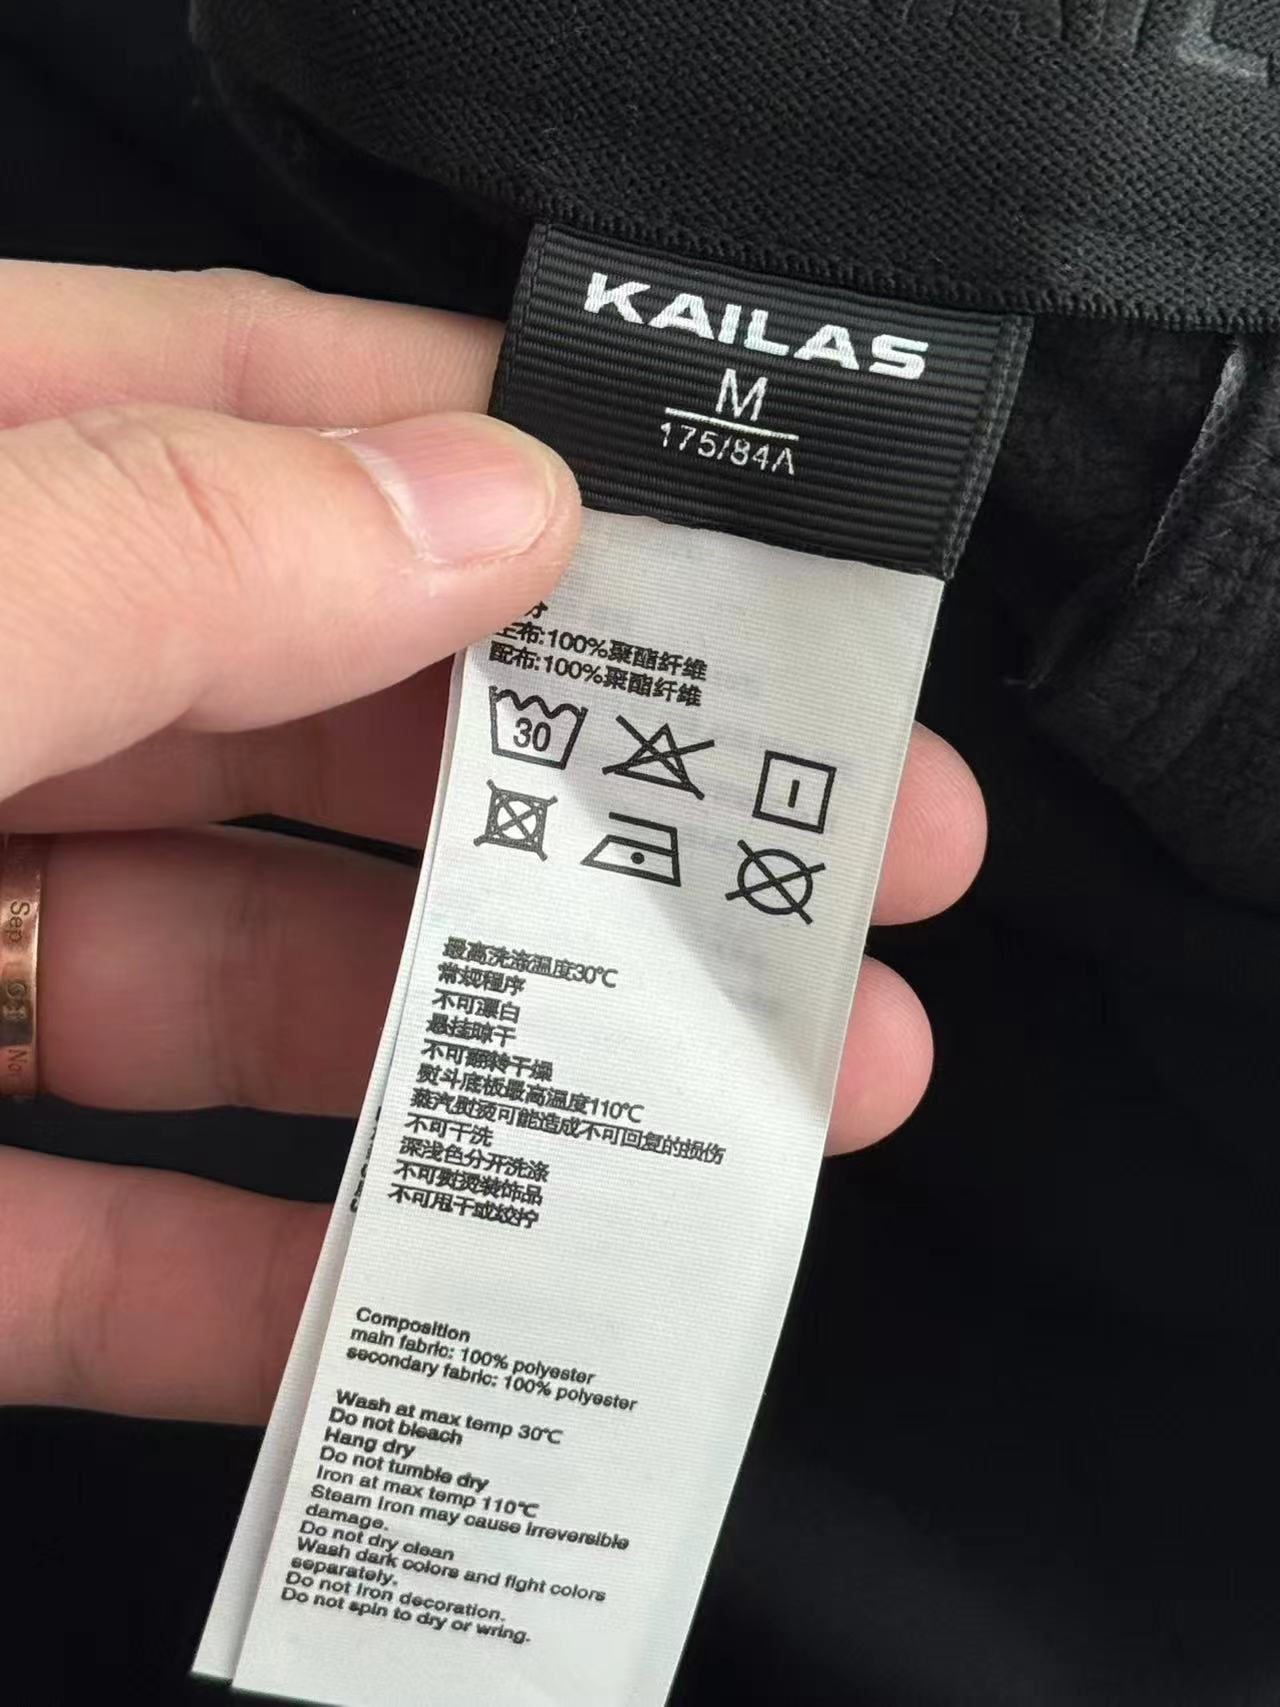 KAILAS
M
175/84A
主布:100%聚酯纤维
配布:100%聚酯纤维
30
最高洗涤温度30℃
常规程序
不可漂白
悬挂晾干
不可翻转干燥
熨斗底板最高温度110℃
蒸汽熨烫可能造成不可回复的损伤
不可干洗
深浅色分开洗涤
不可熨烫装饰品
不可甩干或绞拧
Composition
main fabric: 100% polyester
secondary fabric: 100% polyester
Wash at max temp 30℃
Do not bleach
Hang dry
Do not tumble dry
Iron at max temp 110℃
Steam Iron may cause Irreversible
damage.
Do not dry clean
Wash dark colors and fight colors
separately.
Do not Iron decoration.
Do not spin to dry or wring.
Sep